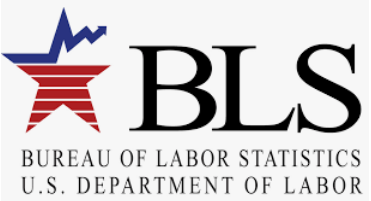 BLS
BUREAU OF LABOR STATISTICS
U.S. DEPARTMENT OF LABOR